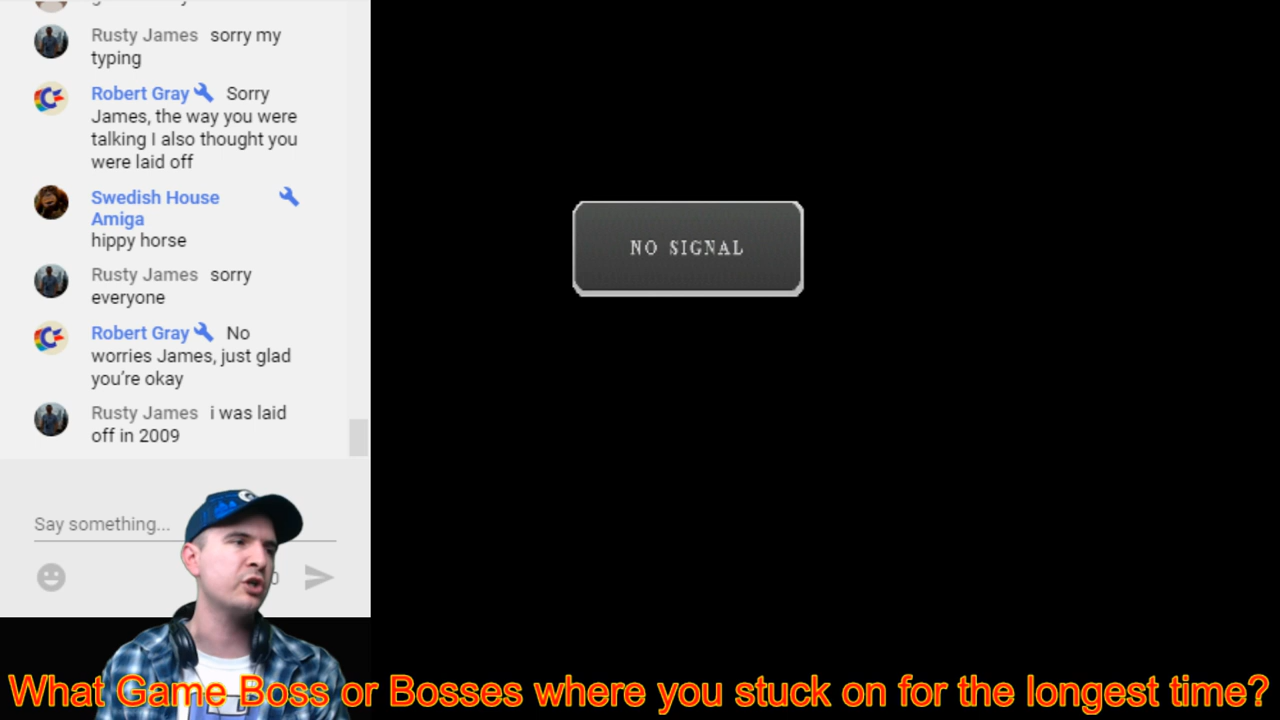 Rusty James sorry my
typing
Robert Gray Sorry
James, the way you were
talking I also thought you
were laid off
Swedish House
Amiga
hippy horse
Rusty James sorry
everyone
Robert Gray No
worries James, just glad
you're okay
Rusty James i was laid
off in 2009
Say something...
NO SIGNAL
What Game Boss or Bosses where you stuck on for the longest time?